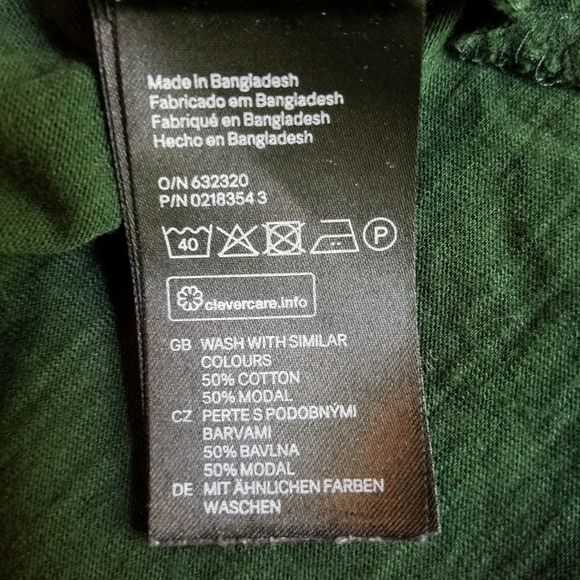 Made in Bangladesh
Fabricado em Bangladesh
Fabriqué en Bangladesh
Hecho en Bangladesh
O/N 632320
P/N 0218354 3
40 P
clevercare.info
GB WASH WITH SIMILAR
COLOURS
50% COTTON
50% MODAL
CZ PERTE S PODOBNÝMI
BARVAMI
50% BAVLNA
50% MODAL
DE MIT ÄHNLICHEN FARBEN
WASCHEN